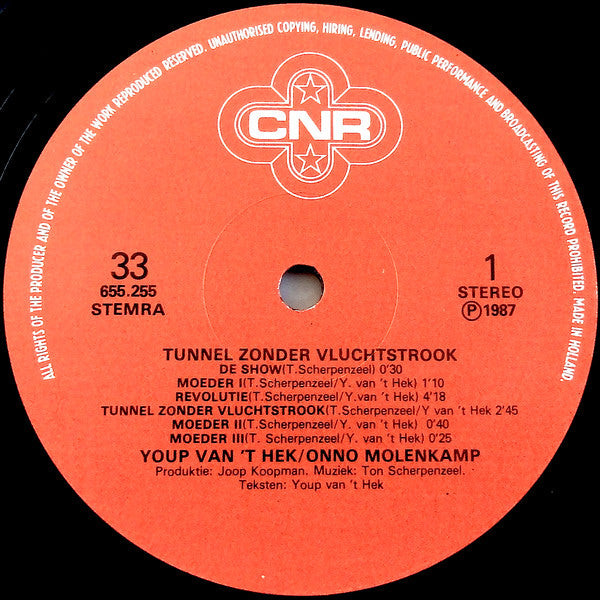 ALL RIGHTS OF THE PRODUCER AND OF THE OWNER OF THE WORK REPRODUCED RESERVED. UNAUTHORISED COPYING, HIRING, LENDING, PUBLIC PERFORMANCE AND BROADCASTING OF THIS RECORD PROHIBITED. MADE IN HOLLAND.
CNR
33
655.255
STEMRA
1
STEREO
Ⓟ1987
TUNNEL ZONDER VLUCHTSTROOK
DE SHOW(T.Scherpenzeel) 0'30
MOEDER I(T.Scherpenzeel/Y. van 't Hek) 1'10
REVOLUTIE(T.Scherpenzeel/Y. van 't Hek) 4'18
TUNNEL ZONDER VLUCHTSTROOK(T.Scherpenzeel/Y van 't Hek 2'45
MOEDER II(T.Scherpenzeel/Y. van 't Hek) 0'40
MOEDER III(T. Scherpenzeel/Y. van 't Hek) 0'25
YOUP VAN 'T HEK/ONNO MOLENKAMP
Produktie: Joop Koopman. Muziek: Ton Scherpenzeel.
Teksten: Youp van 't Hek